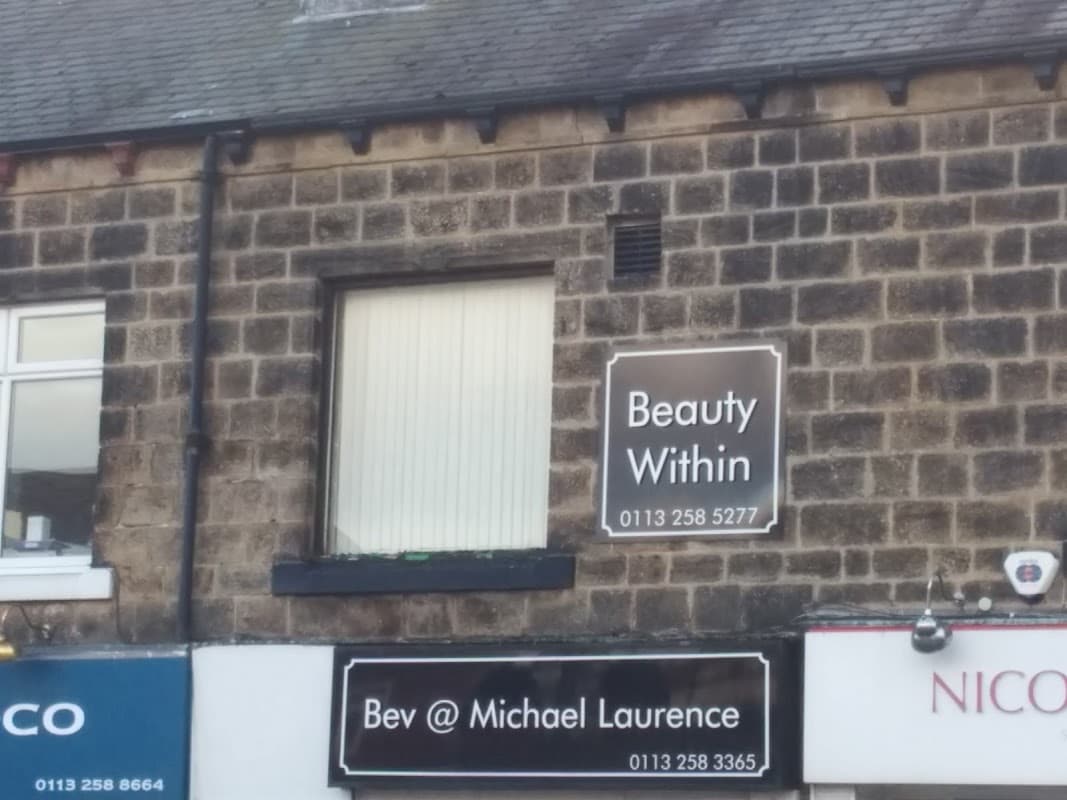 Beauty
Within
0113 258 5277
Bev @ Michael Laurence
0113 258 3365
CO
0113 258 8664
NICO